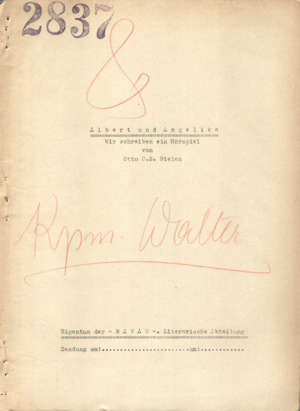 2837
&
Albert und Angelika
Wir schreiben ein Hörspiel
von
Otto C.S. Bielen
Kpm. Walter
Eigentum der - R A V A G -. Literarische Abteilung
Sendung am:..........................um:.............